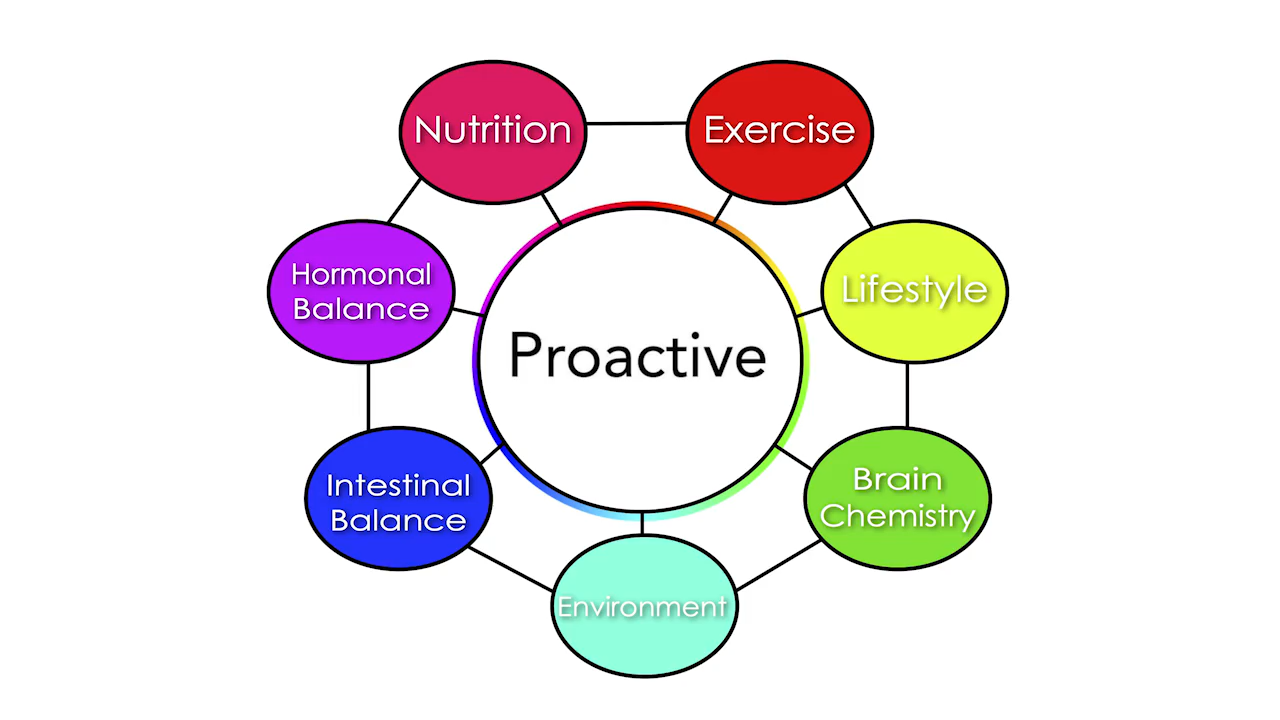 Nutrition
Exercise
Hormonal
Balance
Lifestyle
Proactive
Intestinal
Balance
Brain
Chemistry
Environment